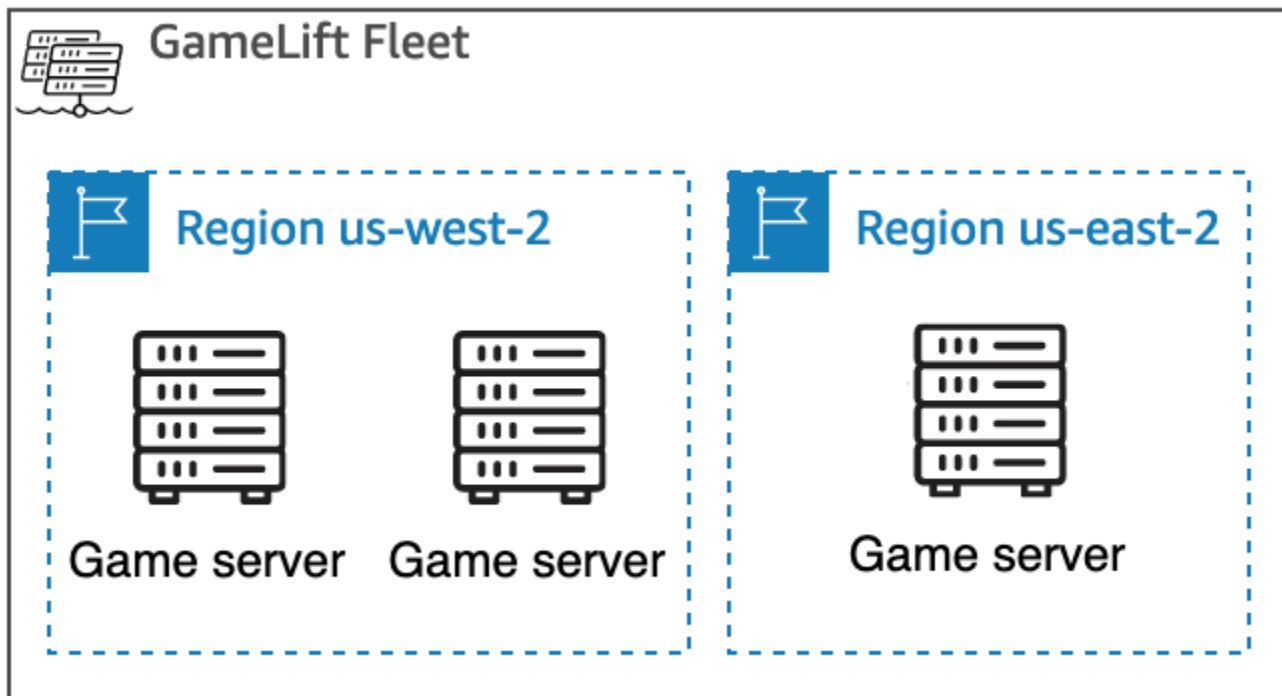 GameLift Fleet
Region us-west-2
Region us-east-2
Game server
Game server
Game server